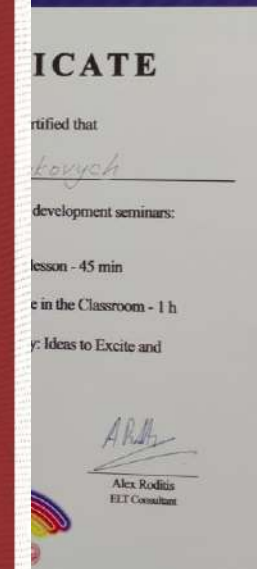 ICATE
rtified that
kovych
development seminars:
lesson - 45 min
e in the Classroom - 1 h
y: Ideas to Excite and
Alex Roditis
ELT Consultant